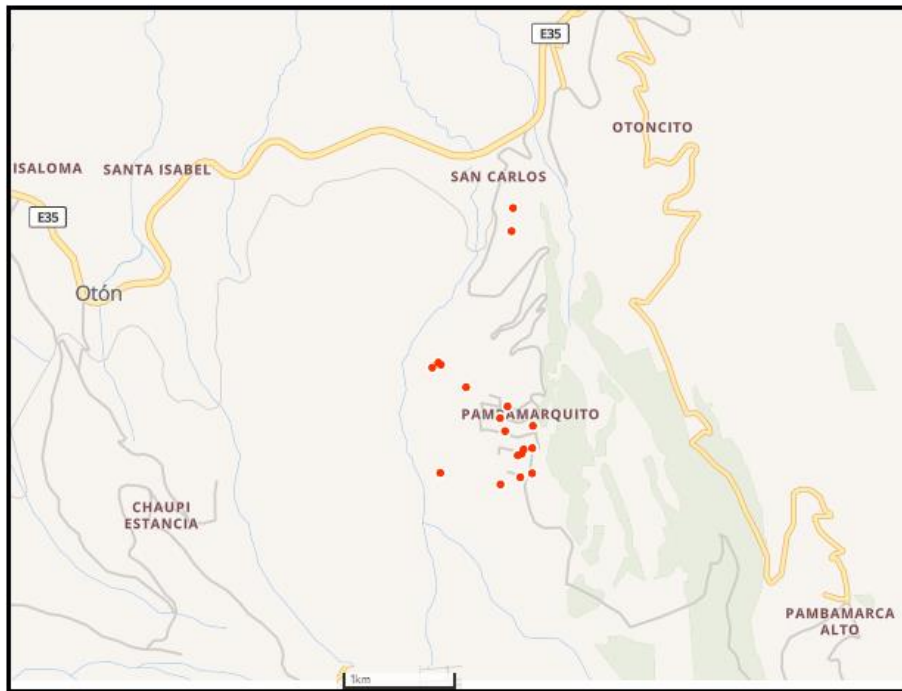 E35
OTONCITO
ISALOMA
SANTA ISABEL
SAN CARLOS
E35
Otón
PAMBAMARQUITO
CHAUPI
ESTANCIA
PAMBAMARCA
ALTO
1km